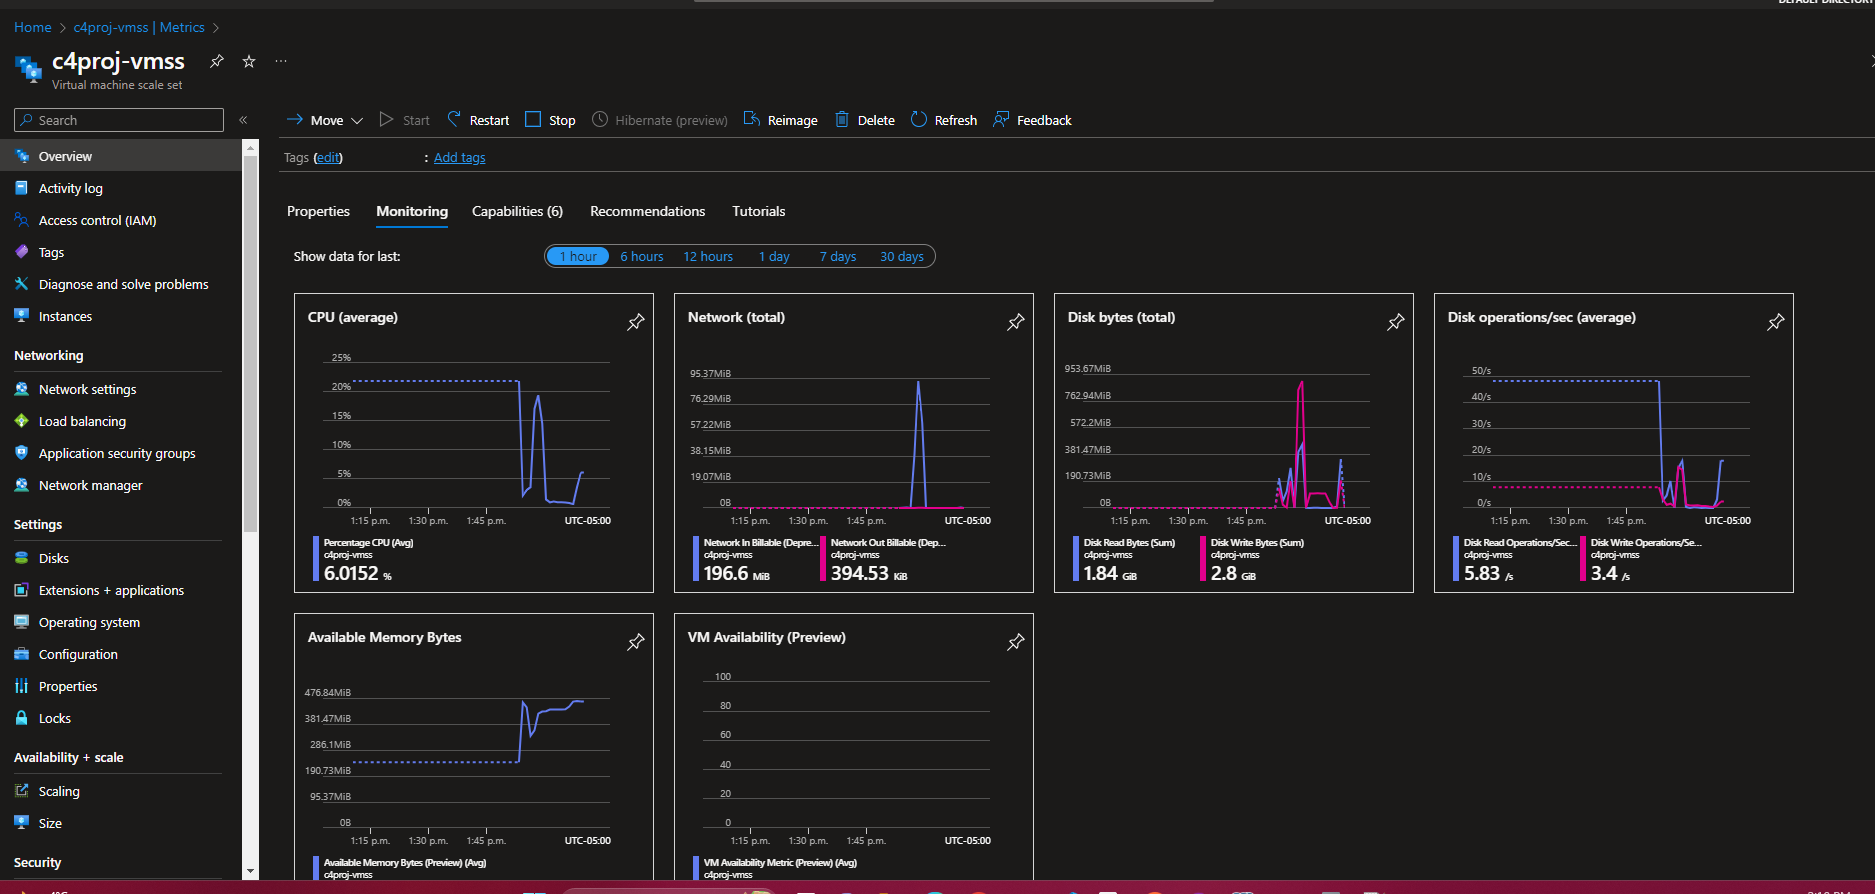 DEFAULT DIRECTORY
Home > c4proj-vmss | Metrics >
c4proj-vmss
Virtual machine scale set
Search
Move
Start
Restart
Stop
Hibernate (preview)
Reimage
Delete
Refresh
Feedback
Overview
Activity log
Access control (IAM)
Tags
Diagnose and solve problems
Instances
Networking
Network settings
Load balancing
Application security groups
Network manager
Settings
Disks
Extensions + applications
Operating system
Configuration
Properties
Locks
Availability + scale
Scaling
Size
Security
Tags (edit) : Add tags
Properties Monitoring Capabilities (6) Recommendations Tutorials
Show data for last: 1 hour 6 hours 12 hours 1 day 7 days 30 days
CPU (average)
25%
20%
15%
10%
5%
0%
1:15 p.m. 1:30 p.m. 1:45 p.m. UTC-05:00
Percentage CPU (Avg)
c4proj-vmss
6.0152 %
Network (total)
95.37MiB
76.29MiB
57.22MiB
38.15MiB
19.07MiB
0B
1:15 p.m. 1:30 p.m. 1:45 p.m. UTC-05:00
Network In Billable (Depre...
c4proj-vmss
196.6 MiB
Network Out Billable (Dep...
c4proj-vmss
394.53 KiB
Disk bytes (total)
953.67MiB
762.94MiB
572.2MiB
381.47MiB
190.73MiB
0B
1:15 p.m. 1:30 p.m. 1:45 p.m. UTC-05:00
Disk Read Bytes (Sum)
c4proj-vmss
1.84 GiB
Disk Write Bytes (Sum)
c4proj-vmss
2.8 GiB
Disk operations/sec (average)
50/s
40/s
30/s
20/s
10/s
0/s
1:15 p.m. 1:30 p.m. 1:45 p.m. UTC-05:00
Disk Read Operations/Sec...
c4proj-vmss
5.83 /s
Disk Write Operations/Se...
c4proj-vmss
3.4 /s
Available Memory Bytes
476.84MiB
381.47MiB
286.1MiB
190.73MiB
95.37MiB
0B
1:15 p.m. 1:30 p.m. 1:45 p.m. UTC-05:00
Available Memory Bytes (Preview) (Avg)
c4proj-vmss
VM Availability (Preview)
100
80
60
40
20
0
1:15 p.m. 1:30 p.m. 1:45 p.m. UTC-05:00
VM Availability Metric (Preview) (Avg)
c4proj-vmss